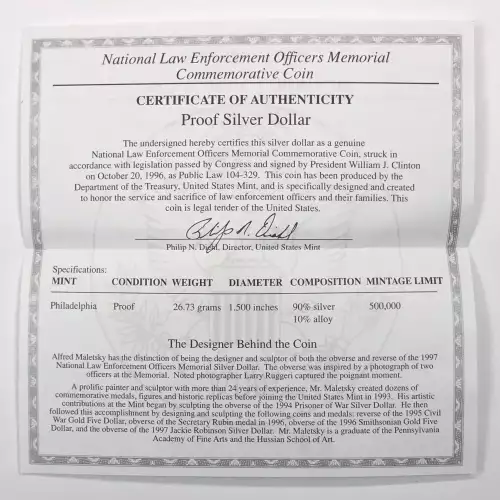 National Law Enforcement Officers Memorial
Commemorative Coin
CERTIFICATE OF AUTHENTICITY
Proof Silver Dollar
The undersigned hereby certifies this silver dollar as a genuine
National Law Enforcement Officers Memorial Commemorative Coin, struck in
accordance with legislation passed by Congress and signed by President William J. Clinton
on October 20, 1996, as Public Law 104-329. This coin has been produced by the
Department of the Treasury, United States Mint, and is specifically designed and created
to honor the service and sacrifice of law enforcement officers and their families. This
coin is legal tender of the United States.
Philip N. Diehl
Philip N. Diehl, Director, United States Mint
Specifications:
MINT CONDITION WEIGHT DIAMETER COMPOSITION MINTAGE LIMIT
Philadelphia Proof 26.73 grams 1.500 inches 90% silver 500,000
10% alloy
The Designer Behind the Coin
Alfred Maletsky has the distinction of being the designer and sculptor of both the obverse and reverse of the 1997
National Law Enforcement Officers Memorial Silver Dollar. The obverse was inspired by a photograph of two
officers at the Memorial. Noted photographer Larry Ruggeri captured the poignant moment.
A prolific painter and sculptor with more than 24 years of experience, Mr. Maletsky created dozens of
commemorative medals, figures and historic replicas before joining the United States Mint in 1993. His artistic
contributions at the Mint began by sculpting the obverse of the 1994 Prisoner of War Silver Dollar. He then
followed this accomplishment by designing and sculpting the following coins and medals: reverse of the 1995 Civil
War Gold Five Dollar, obverse of the Secretary Rubin medal in 1996, obverse of the 1996 Smithsonian Gold Five
Dollar, and the obverse of the 1997 Jackie Robinson Silver Dollar. Mr. Maletsky is a graduate of the Pennsylvania
Academy of Fine Arts and the Hussian School of Art.